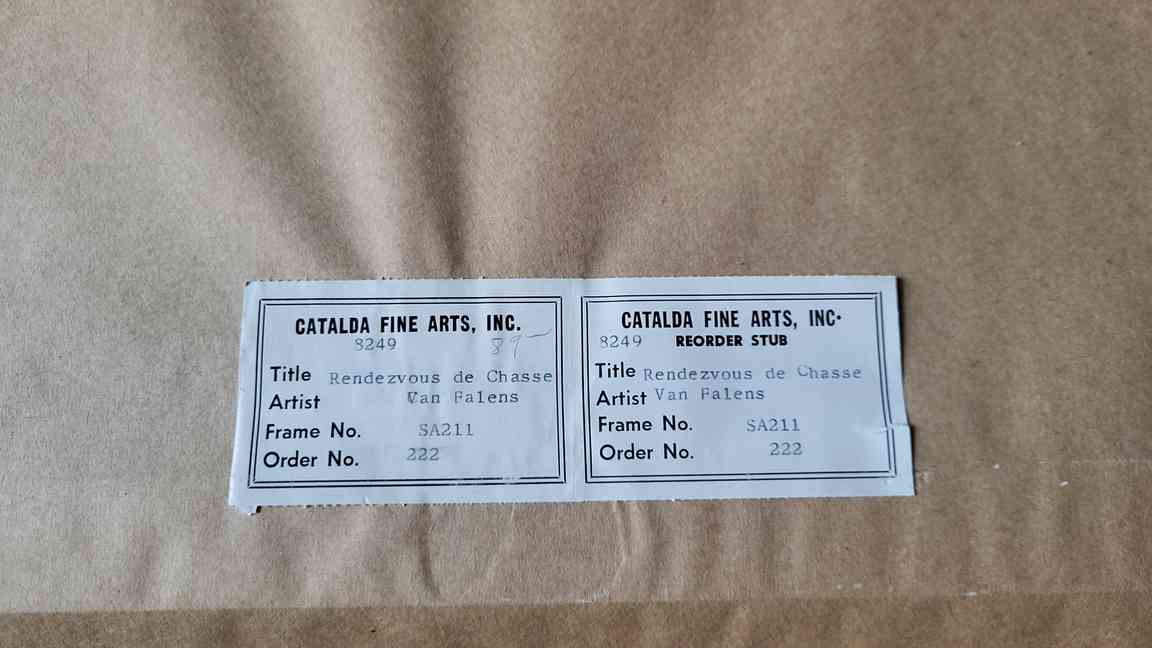 CATALDA FINE ARTS, INC.
8249 89—
Title Rendezvous de Chasse
Artist Van Falens
Frame No. SA211
Order No. 222
CATALDA FINE ARTS, INC.
8249 REORDER STUB
Title Rendezvous de Chasse
Artist Van Falens
Frame No. SA211
Order No. 222